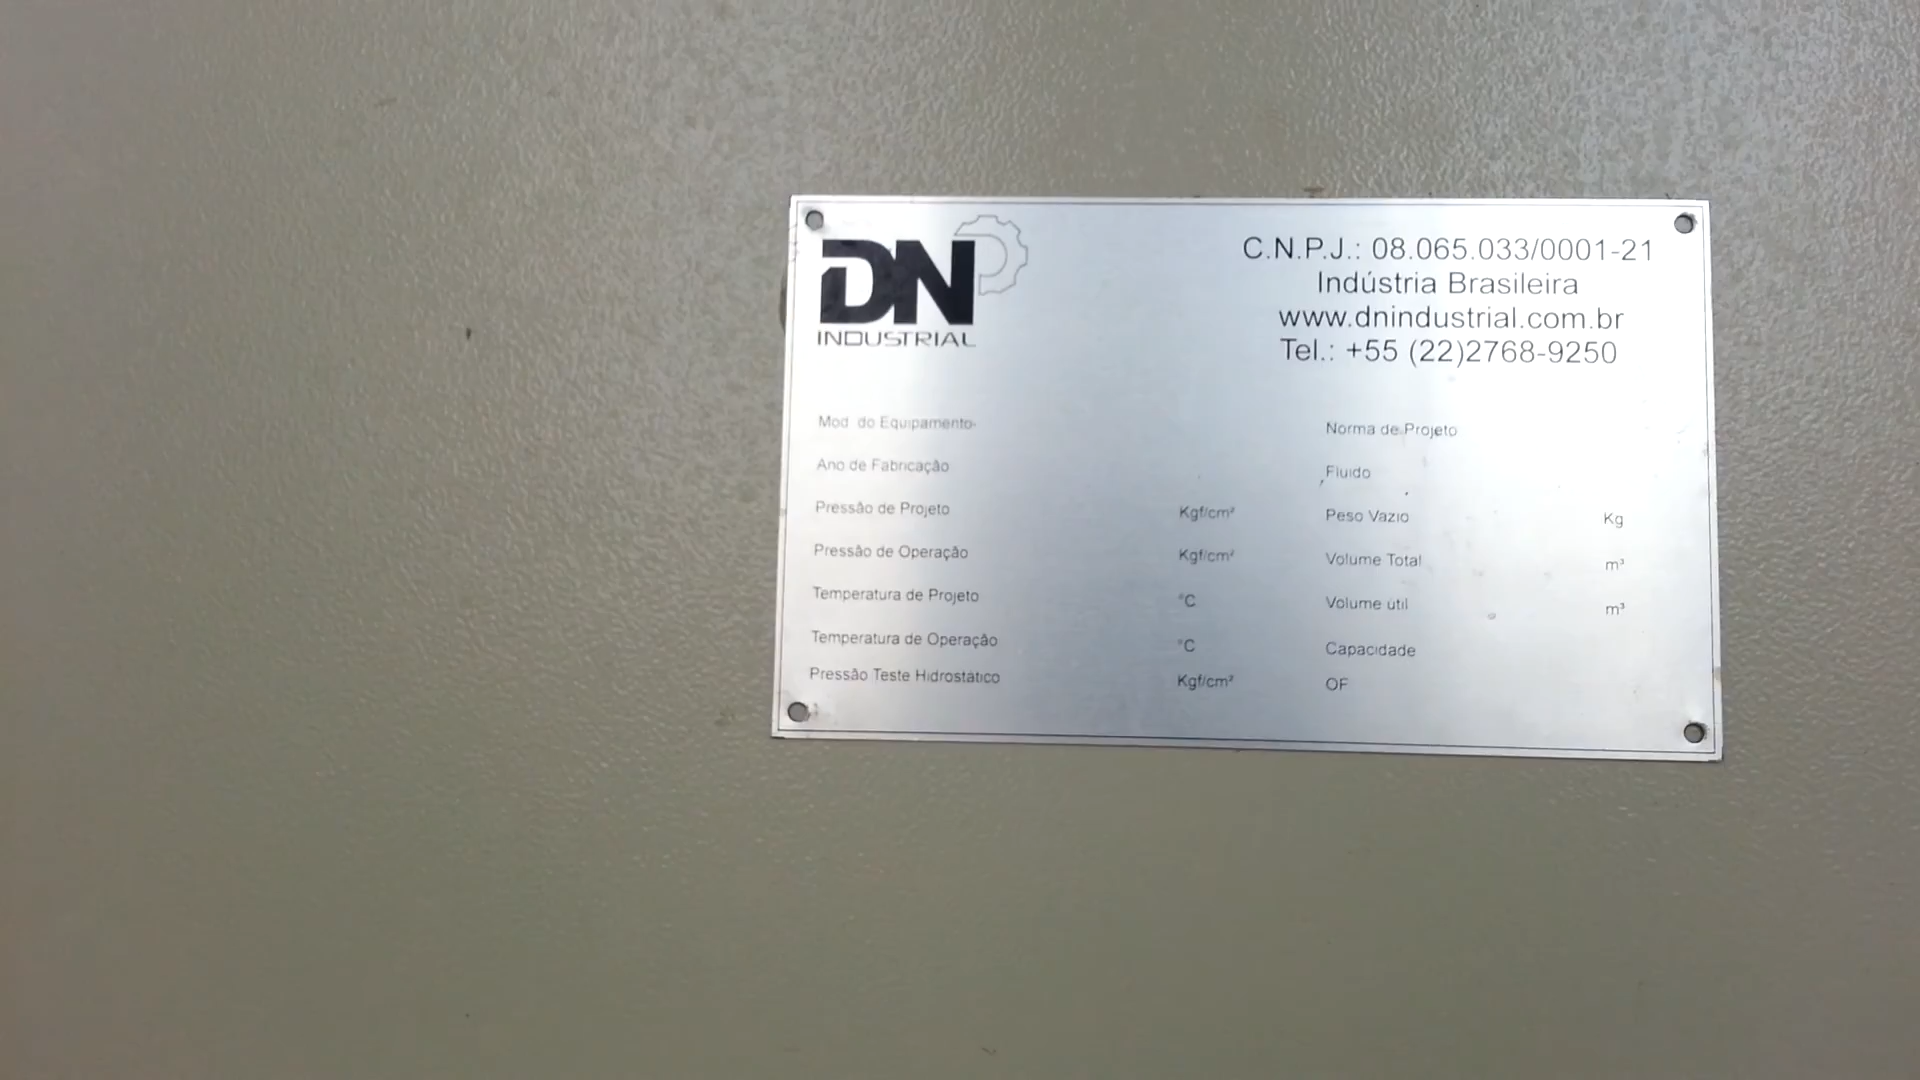 DN
INDUSTRIAL
C.N.P.J.: 08.065.033/0001-21
Indústria Brasileira
www.dnindustrial.com.br
Tel.: +55 (22)2768-9250
Mod. do Equipamento-
Ano de Fabricação
Pressão de Projeto Kgf/cm²
Pressão de Operação Kgf/cm²
Temperatura de Projeto °C
Temperatura de Operação °C
Pressão Teste Hidrostático Kgf/cm²
Norma de Projeto
Fluido
Peso Vazio Kg
Volume Total m³
Volume útil m³
Capacidade
OF